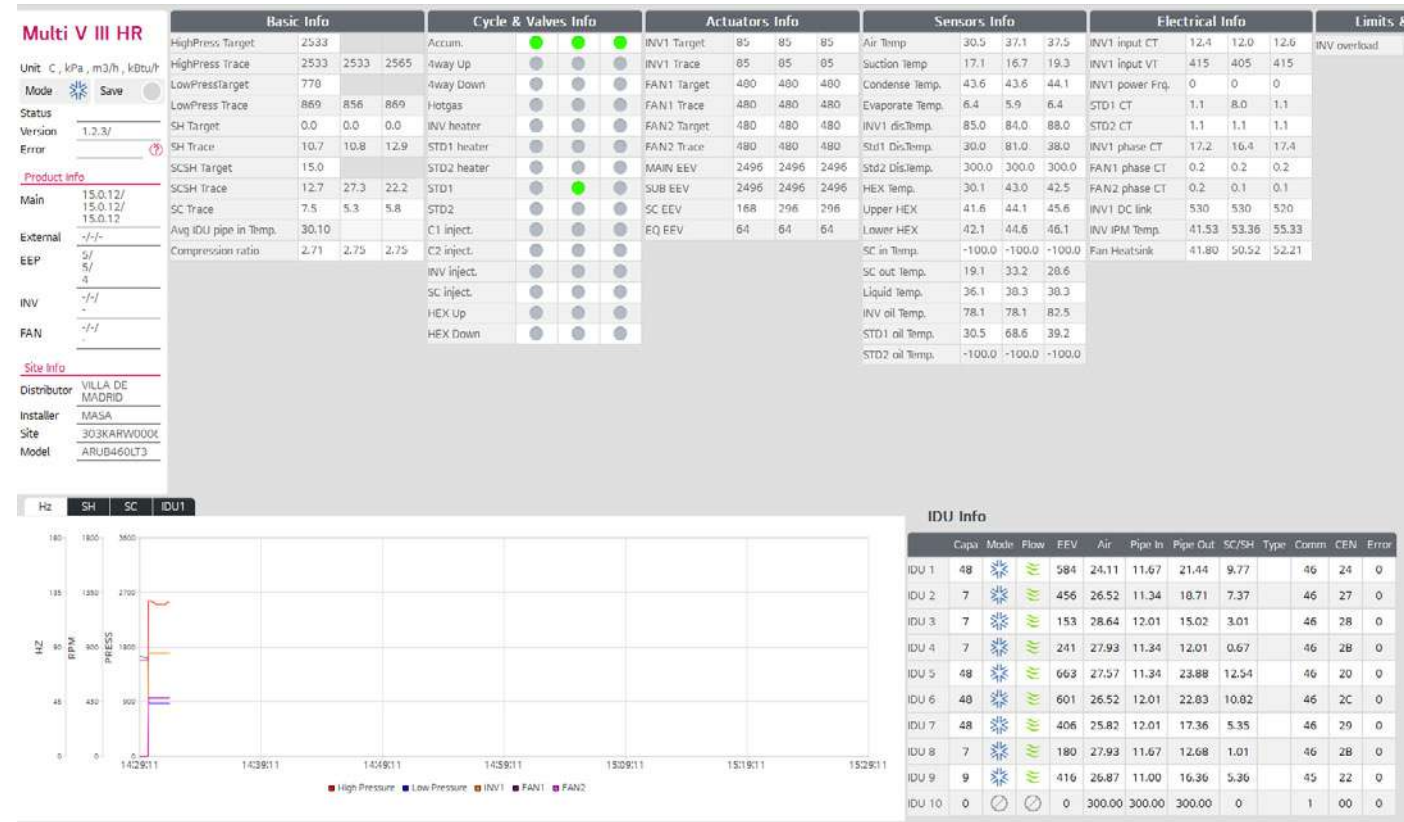 Multi V III HR
Unit C , kPa , m3/h , kBtu/h
Mode Save
Status
Version 1.2.3/
Error
Product Info
Main 15.0.12/
15.0.12/
15.0.12
External -/-/-
EEP 5/
5/
4
INV -/-/
-
FAN -/-/
-
Site Info
Distributor VILLA DE
MADRID
Installer MASA
Site
Model ARUB460LT3
Basic Info
HighPress Target 2533
HighPress Trace 2533 2533 2565
LowPressTarget 778
LowPress Trace 869 856 869
SH Target 0.0 0.0 0.0
SH Trace 10.7 10.8 12.9
SCSH Target 15.0
SCSH Trace 12.7 27.3 22.2
SC Trace 7.5 5.3 5.8
Avg IDU pipe in Temp. 30.10
Compression ratio 2.71 2.75 2.75
Cycle & Valves Info
Accum.
4way Up
4way Down
Hotgas
INV heater
STD1 heater
STD2 heater
STD1
STD2
C1 inject.
C2 inject.
INV inject.
SC inject.
HEX Up
HEX Down
Actuators Info
INV1 Target 85 85 85
INV1 Trace 85 85 85
FAN1 Target 480 480 480
FAN1 Trace 480 480 480
FAN2 Target 480 480 480
FAN2 Trace 480 480 480
MAIN EEV 2496 2496 2496
SUB EEV 2496 2496 2496
SC EEV 168 296 296
EQ EEV 64 64 64
Sensors Info
Air Temp 30.5 37.1 37.5
Suction Temp 17.1 16.7 19.3
Condense Temp. 43.6 43.6 44.1
Evaporate Temp. 6.4 5.9 6.4
INV1 dis.Temp. 85.0 84.0 88.0
Std1 Dis.Temp. 30.0 81.0 38.0
Std2 Dis.Temp. 300.0 300.0 300.0
HEX Temp. 30.1 43.0 42.5
Upper HEX 41.6 44.1 45.6
Lower HEX 42.1 44.6 46.1
SC in Temp. -100.0 -100.0 -100.0
SC out Temp. 19.1 33.2 28.6
Liquid Temp. 36.1 38.3 38.3
INV oil Temp. 78.1 78.1 82.5
STD1 oil Temp. 30.5 68.6 39.2
STD2 oil Temp. -100.0 -100.0 -100.0
Electrical Info
INV1 input CT 12.4 12.0 12.6
INV1 input VT 415 405 415
INV1 power Frq. 0 0 0
STD1 CT 1.1 8.0 1.1
STD2 CT 1.1 1.1 1.1
INV1 phase CT 17.2 16.4 17.4
FAN1 phase CT 0.2 0.2 0.2
FAN2 phase CT 0.2 0.1 0.1
INV1 DC link 530 530 520
INV IPM Temp. 41.53 53.36 55.33
Fan Heatsink 41.80 50.52 52.21
Limits &
INV overload
Hz SH SC IDU1
HZ RPM PRESS
180 1800 3600
135 1350 2700
90 900 1800
45 450 900
0 0 0
14:29:11 14:39:11 14:49:11 14:59:11 15:09:11 15:19:11 15:29:11
High Pressure Low Pressure INV1 FAN1 FAN2
IDU Info
Capa Mode Flow EEV Air Pipe In Pipe Out SC/SH Type Comm CEN Error
IDU 1 48 584 24.11 11.67 21.44 9.77 46 24 0
IDU 2 7 456 26.52 11.34 18.71 7.37 46 27 0
IDU 3 7 153 28.64 12.01 15.02 3.01 46 28 0
IDU 4 7 241 27.93 11.34 12.01 0.67 46 2B 0
IDU 5 48 663 27.57 11.34 23.88 12.54 46 20 0
IDU 6 48 601 26.52 12.01 22.83 10.82 46 2C 0
IDU 7 48 406 25.82 12.01 17.36 5.35 46 29 0
IDU 8 7 180 27.93 11.67 12.68 1.01 46 2B 0
IDU 9 9 416 26.87 11.00 16.36 5.36 45 22 0
IDU 10 0 0 300.00 300.00 300.00 0 1 00 0